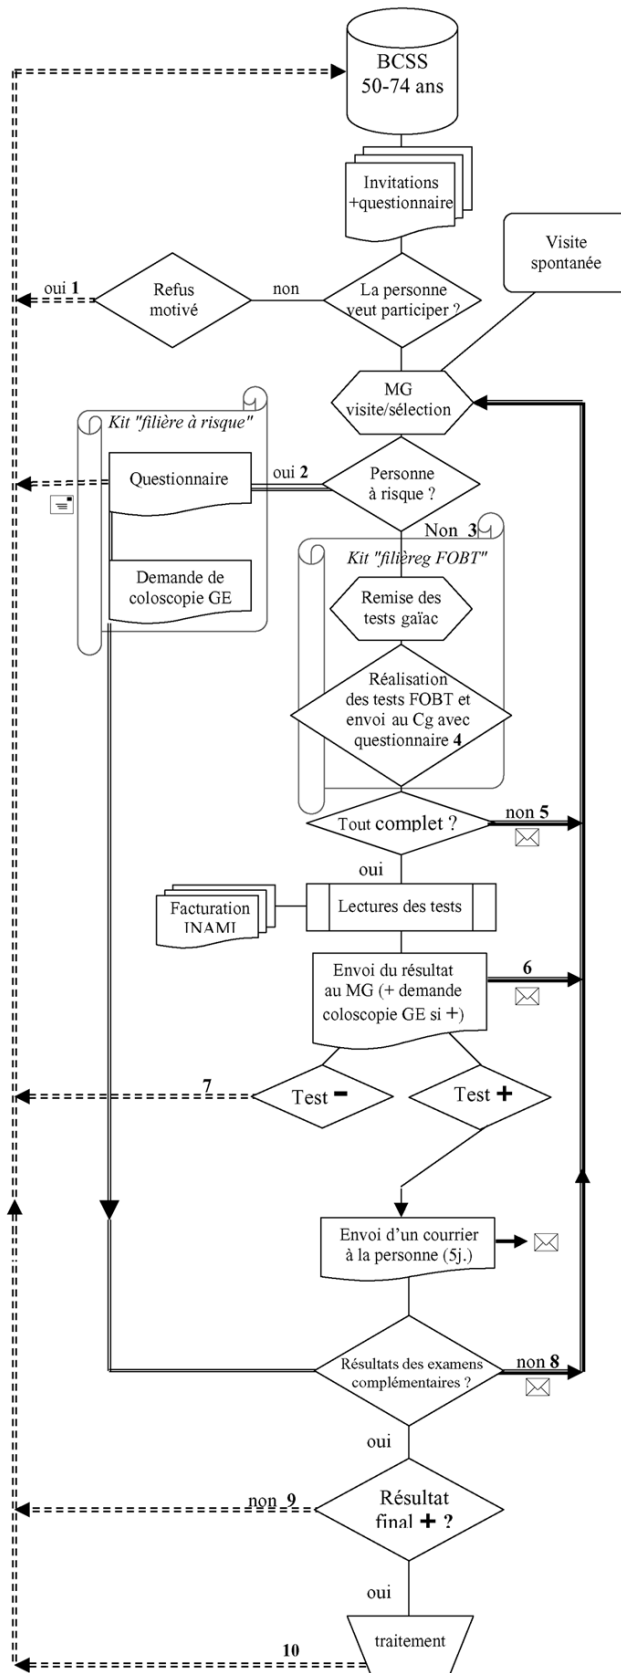 BCSS
50-74 ans
Invitations
+questionnaire
Visite
spontanée
oui 1
Refus
motivé
non
La personne
veut participer ?
MG
visite/sélection
Kit "filière à risque"
Questionnaire
oui 2
Personne
à risque ?
Non 3
Kit "filièreg FOBT"
Demande de
coloscopie GE
Remise des
tests gaïac
Réalisation
des tests FOBT et
envoi au Cg avec
questionnaire 4
Tout complet ?
non 5
oui
Facturation
INAMI
Lectures des tests
Envoi du résultat
au MG (+ demande
coloscopie GE si +)
6
7
Test -
Test +
Envoi d'un courrier
à la personne (5j.)
Résultats des examens
complémentaires ?
non 8
oui
non 9
Résultat
final + ?
oui
10
traitement